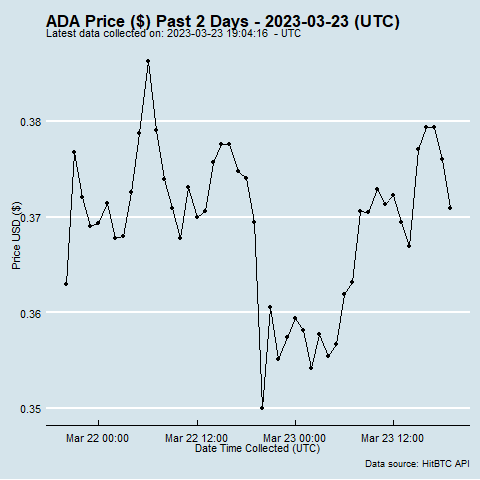 ADA Price ($) Past 2 Days - 2023-03-23 (UTC)
Latest data collected on: 2023-03-23 19:04:16 - UTC
Price USD ($)
0.38
0.37
0.36
0.35
Mar 22 00:00 Mar 22 12:00 Mar 23 00:00 Mar 23 12:00
Date Time Collected (UTC)
Data source: HitBTC API